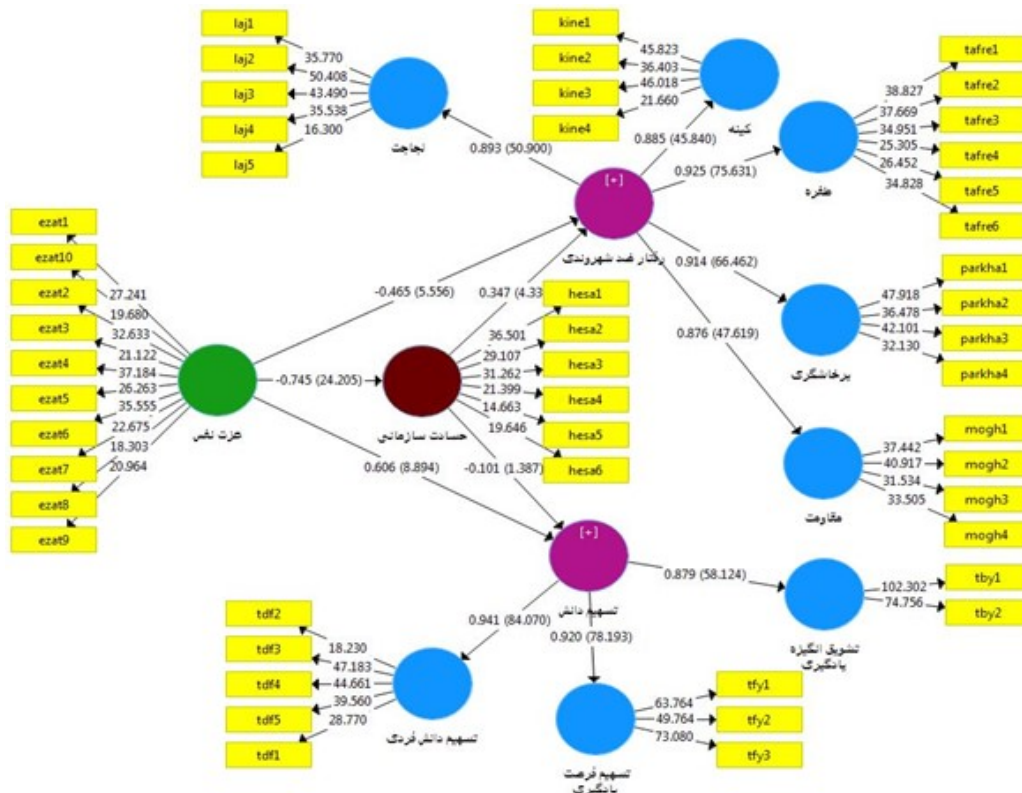 laj1
laj2
laj3
laj4
laj5
35.770
50.408
43.490
35.538
16.300
لجاجت
kine1
kine2
kine3
kine4
45.823
36.403
46.018
21.660
کینه
tafre1
tafre2
tafre3
tafre4
tafre5
tafre6
38.827
37.669
34.951
25.305
26.452
34.828
طفره
0.893 (50.900)
0.885 (45.840)
0.925 (75.631)
[+]
رفتار ضد شهروندی
0.914 (66.462)
0.876 (47.619)
parkha1
parkha2
parkha3
parkha4
47.918
36.478
42.101
32.130
پرخاشگری
ezat1
ezat10
ezat2
ezat3
ezat4
ezat5
ezat6
ezat7
ezat8
ezat9
27.241
19.680
32.633
21.122
37.184
26.263
35.555
22.675
18.303
20.964
عزت نفس
-0.465 (5.556)
0.347 (4.33
-0.745 (24.205)
0.606 (8.894)
-0.101 (1.387)
حسادت سازمانی
hesa1
hesa2
hesa3
hesa4
hesa5
hesa6
36.501
29.107
31.262
21.399
14.663
19.646
mogh1
mogh2
mogh3
mogh4
37.442
40.917
31.534
33.505
مقاومت
[+]
تسهیم دانش
0.879 (58.124)
0.941 (84.070)
0.920 (78.193)
tby1
tby2
102.302
74.756
تشویق انگیزه
یادگیری
tdf2
tdf3
tdf4
tdf5
tdf1
18.230
47.183
44.661
39.560
28.770
تسهیم دانش فردی
tfy1
tfy2
tfy3
63.764
49.764
73.080
تسهیم فرصت
یادگیری